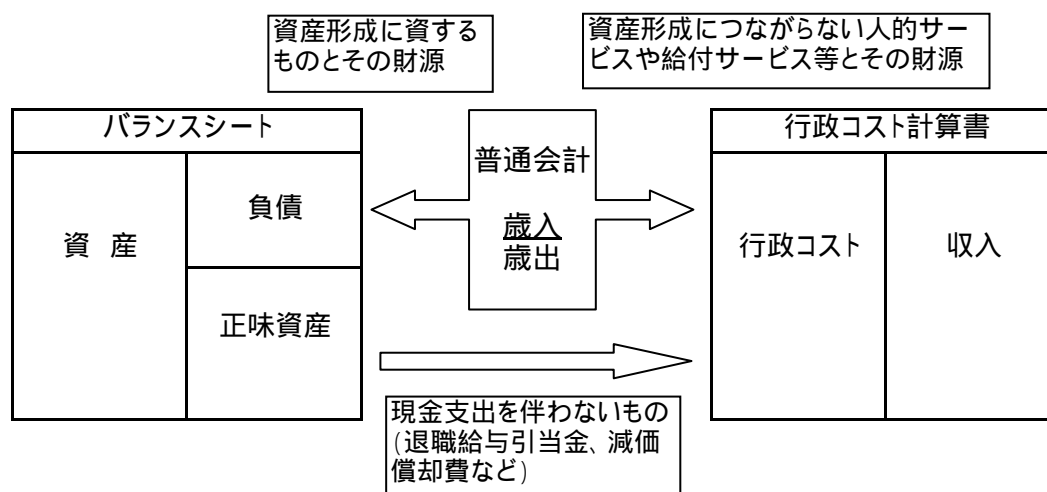 資産形成に資する
ものとその財源
資産形成につながらない人的サー
ビスや給付サービス等とその財源
バランスシート
資 産
負債
正味資産
普通会計
歳入
歳出
行政コスト計算書
行政コスト
収入
現金支出を伴わないもの
(退職給与引当金、減価
償却費など)